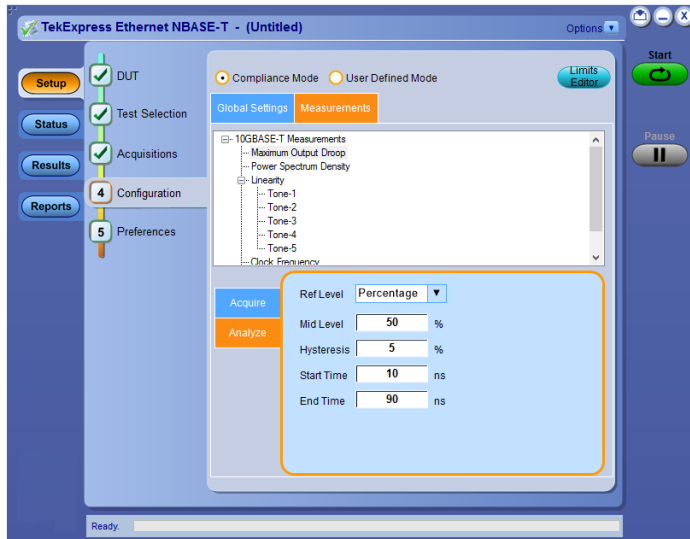 TekExpress Ethernet NBASE-T - (Untitled)
Options
Start
Pause
Setup
Status
Results
Reports
DUT
Test Selection
Acquisitions
4 Configuration
5 Preferences
Compliance Mode
User Defined Mode
Limits
Editor
Global Settings
Measurements
10GBASE-T Measurements
Maximum Output Droop
Power Spectrum Density
Linearity
Tone-1
Tone-2
Tone-3
Tone-4
Tone-5
Clock Frequency
Acquire
Analyze
Ref Level Percentage
Mid Level 50 %
Hysteresis 5 %
Start Time 10 ns
End Time 90 ns
Ready.